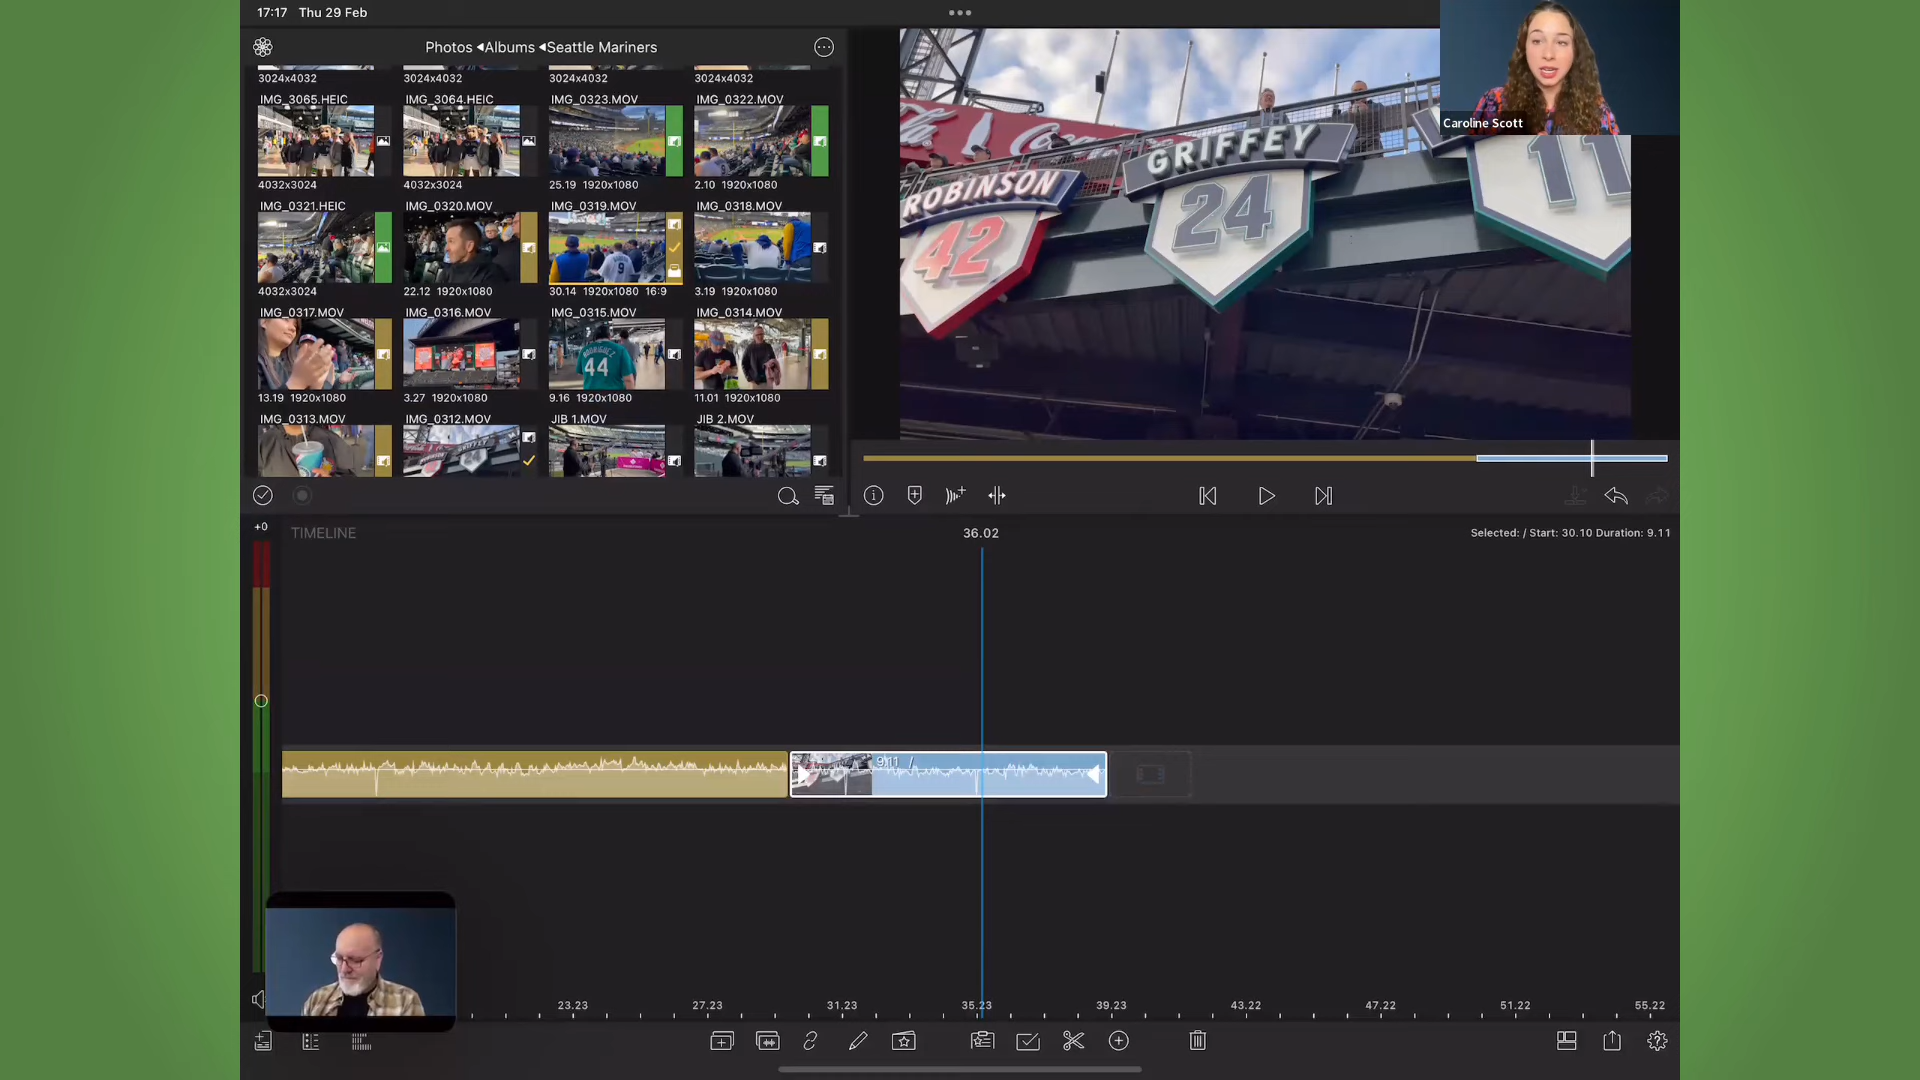 17:17 Thu 29 Feb
Photos ◀Albums ◀Seattle Mariners
3024x4032 3024x4032 3024x4032 3024x4032
IMG_3065.HEIC IMG_3064.HEIC IMG_0323.MOV IMG_0322.MOV
4032x3024 4032x3024 25.19 1920x1080 2.10 1920x1080
IMG_0321.HEIC IMG_0320.MOV IMG_0319.MOV IMG_0318.MOV
9
4032x3024 22.12 1920x1080 30.14 1920x1080 16:9 3.19 1920x1080
IMG_0317.MOV IMG_0316.MOV IMG_0315.MOV IMG_0314.MOV
RODRIGUEZ
44
13.19 1920x1080 3.27 1920x1080 9.16 1920x1080 11.01 1920x1080
IMG_0313.MOV IMG_0312.MOV JIB 1.MOV JIB 2.MOV
Coca
ROBINSON
42
GRIFFEY
24
11
Caroline Scott
+0
TIMELINE
36.02
Selected: / Start: 30.10 Duration: 9.11
9.11 /
23.23 27.23 31.23 35.23 39.23 43.22 47.22 51.22 55.22